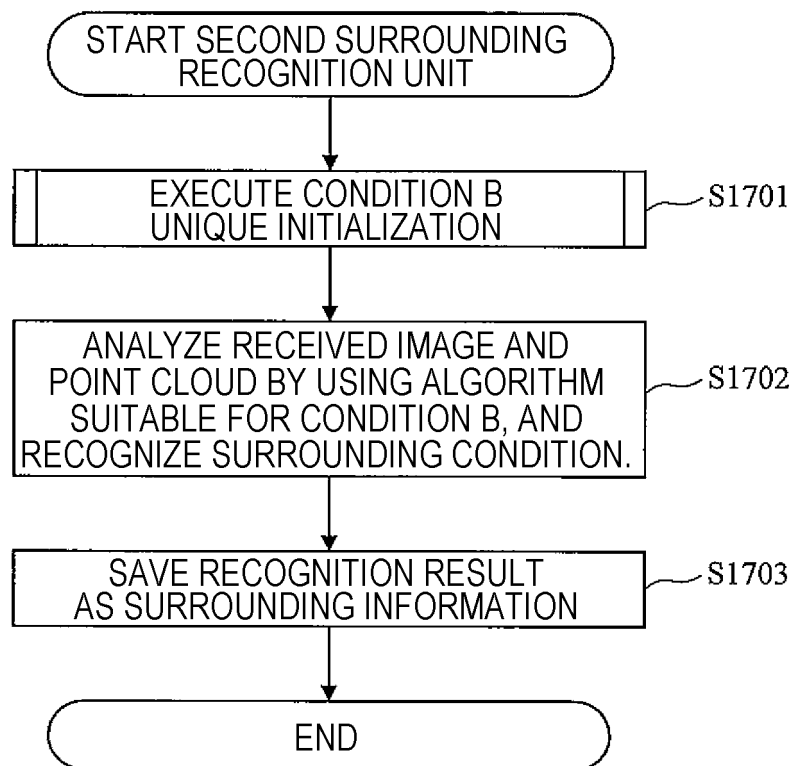 START SECOND SURROUNDING
RECOGNITION UNIT
EXECUTE CONDITION B
UNIQUE INITIALIZATION
S1701
ANALYZE RECEIVED IMAGE AND
POINT CLOUD BY USING ALGORITHM
SUITABLE FOR CONDITION B, AND
RECOGNIZE SURROUNDING CONDITION.
S1702
SAVE RECOGNITION RESULT
AS SURROUNDING INFORMATION
S1703
END